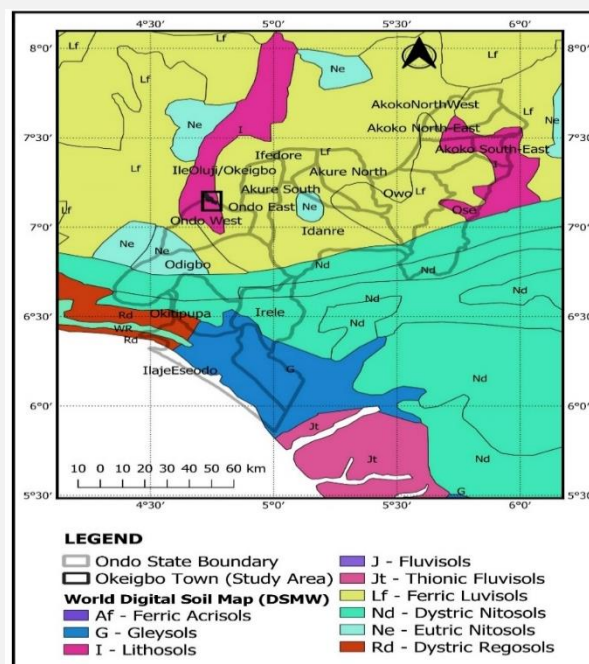 4°30' 5°0' 5°30' 6°0'
8°0' 8°0'
Lf
Lf
Lf
Ne
Lf
AkokoNorthWest
Ne
Lf
7°30' 7°30'
Akoko North-East
Ne
I
Ifedore
Lf
Akoko South-East
Lf
IleOluji/Okeigbo
Akure North
I
Akure South
Owo
Lf
Ne
Ondo East
Ose
7°0' 7°0'
Lf
Ondo West
Idanre
Ne
Ne
Odigbo
Nd
Nd
6°30' 6°30'
Rd
Nd
Nd
Okitipupa
Irele
WR
Nd
Rd
IlajeEseodo
G
6°0' 6°0'
Jt
Jt
Nd
10 0 10 20 30 40 50 60 km
5°30' 5°30'
G
4°30' 5°0' 5°30' 6°0'
LEGEND
Ondo State Boundary
Okeigbo Town (Study Area)
World Digital Soil Map (DSMW)
Af - Ferric Acrisols
G - Gleysols
I - Lithosols
J - Fluvisols
Jt - Thionic Fluvisols
Lf - Ferric Luvisols
Nd - Dystric Nitosols
Ne - Eutric Nitosols
Rd - Dystric Regosols